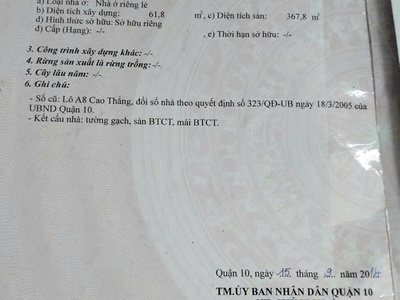 a) Loại nhà ở: Nhà ở riêng lẻ
b) Diện tích xây dựng: 61,8 m², c) Diện tích sàn: 367,8 m²
d) Hình thức sở hữu: Sở hữu riêng
đ) Cấp (Hạng): -/- , e) Thời hạn sở hữu: -/-
3. Công trình xây dựng khác: -/-
4. Rừng sản xuất là rừng trồng: -/-
5. Cây lâu năm: -/-
6. Ghi chú:
- Số cũ: Lô A8 Cao Thắng, đổi số nhà theo quyết định số 323/QĐ-UB ngày 18/3/2005 của
UBND Quận 10.
- Kết cấu nhà: tường gạch, sàn BTCT, mái BTCT.
Quận 10, ngày 15 tháng 9 năm 201
TM.ỦY BAN NHÂN DÂN QUẬN 10